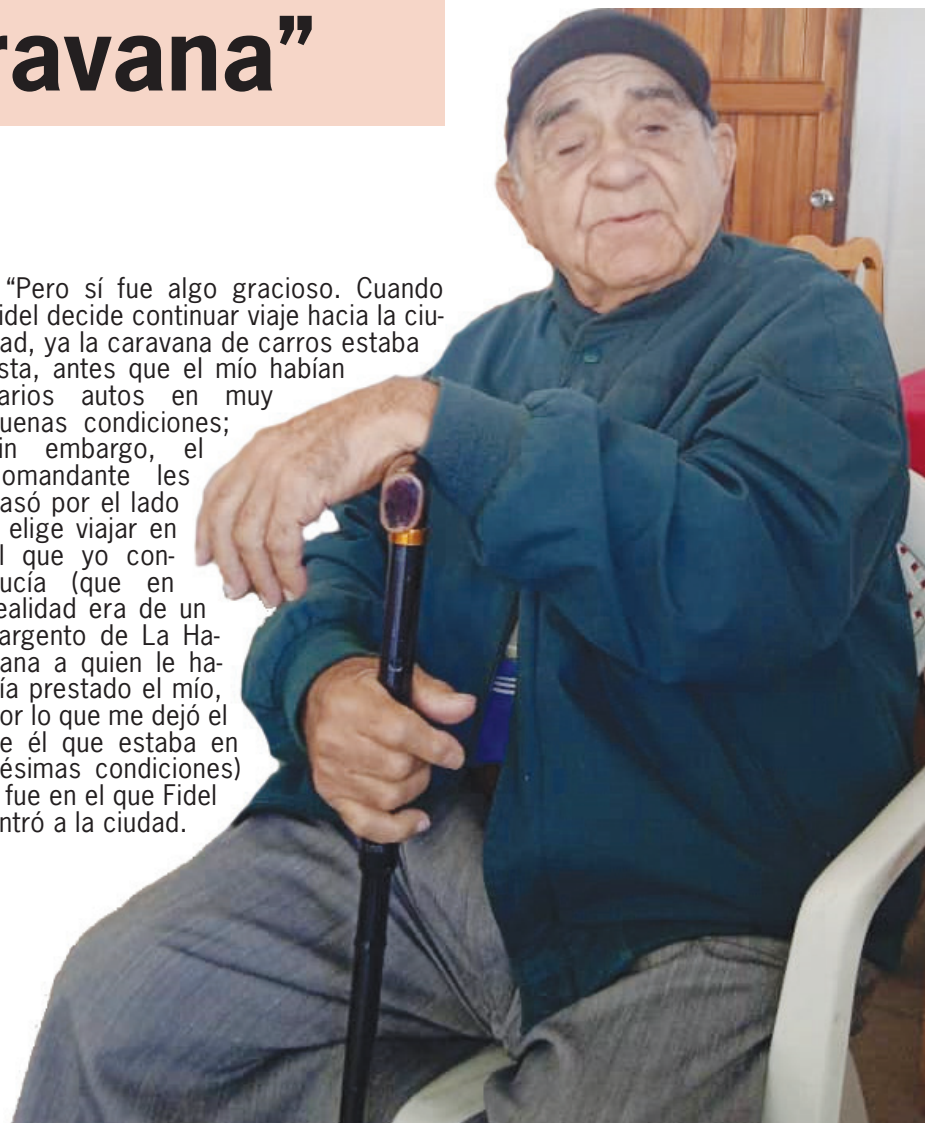 ravana”
“Pero sí fue algo gracioso. Cuando
idel decide continuar viaje hacia la ciu-
ad, ya la caravana de carros estaba
sta, antes que el mío habían
arios autos en muy
uenas condiciones;
in embargo, el
omandante les
asó por el lado
elige viajar en
l que yo con-
ucía (que en
ealidad era de un
argento de La Ha-
ana a quien le ha-
ía prestado el mío,
or lo que me dejó el
e él que estaba en
ésimas condiciones)
fue en el que Fidel
ntró a la ciudad.